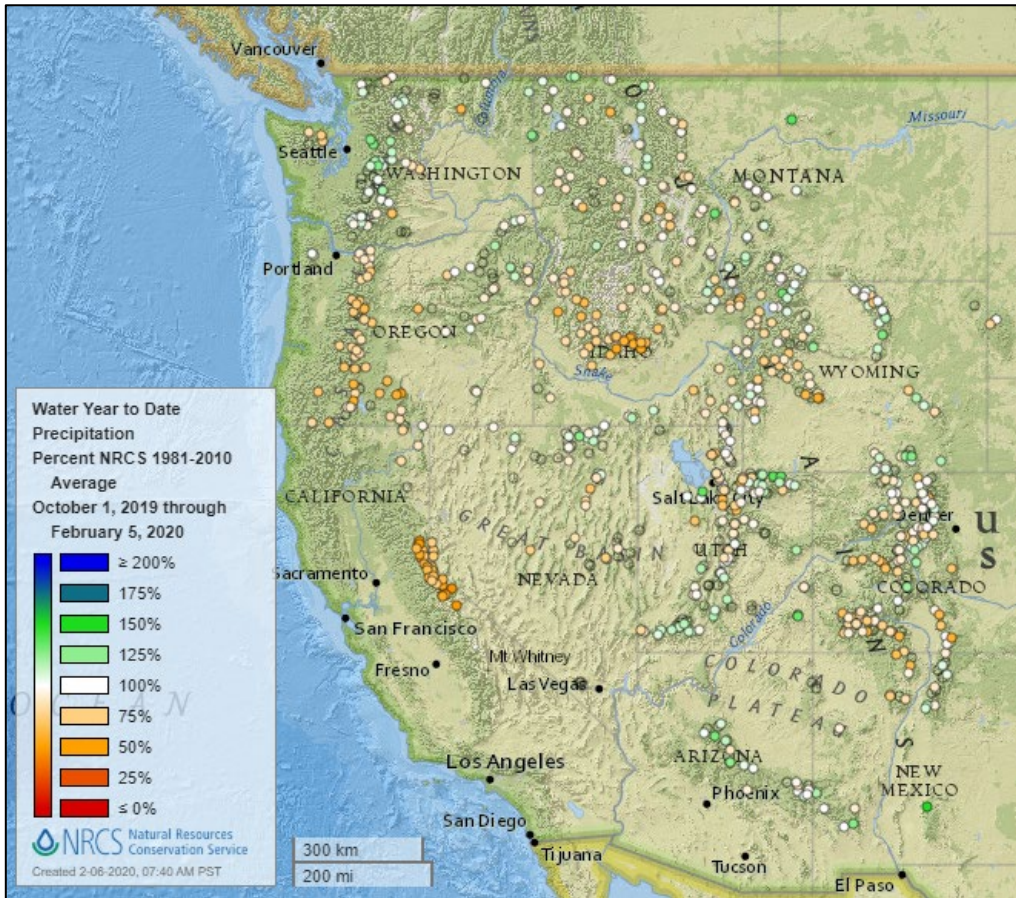 Vancouver
Columbia
Missouri
Seattle
WASHINGTON
MONTANA
Portland
OREGON
IDAHO
Snake
WYOMING
Water Year to Date
Precipitation
Percent NRCS 1981-2010
Average
October 1, 2019 through
February 5, 2020
≥ 200%
175%
150%
125%
100%
75%
50%
25%
≤ 0%
NRCS Natural Resources
Conservation Service
Created 2-06-2020, 07:40 AM PST
CALIFORNIA
Salt Lake City
GREAT BASIN
UTAH
Denver
US
Sacramento
NEVADA
COLORADO
San Francisco
Colorado
Mt Whitney
Fresno
Las Vegas
COLORADO
PLATEAU
OCEAN
Los Angeles
ARIZONA
NEW
MEXICO
Phoenix
San Diego
Tijuana
Tucson
El Paso
300 km
200 mi